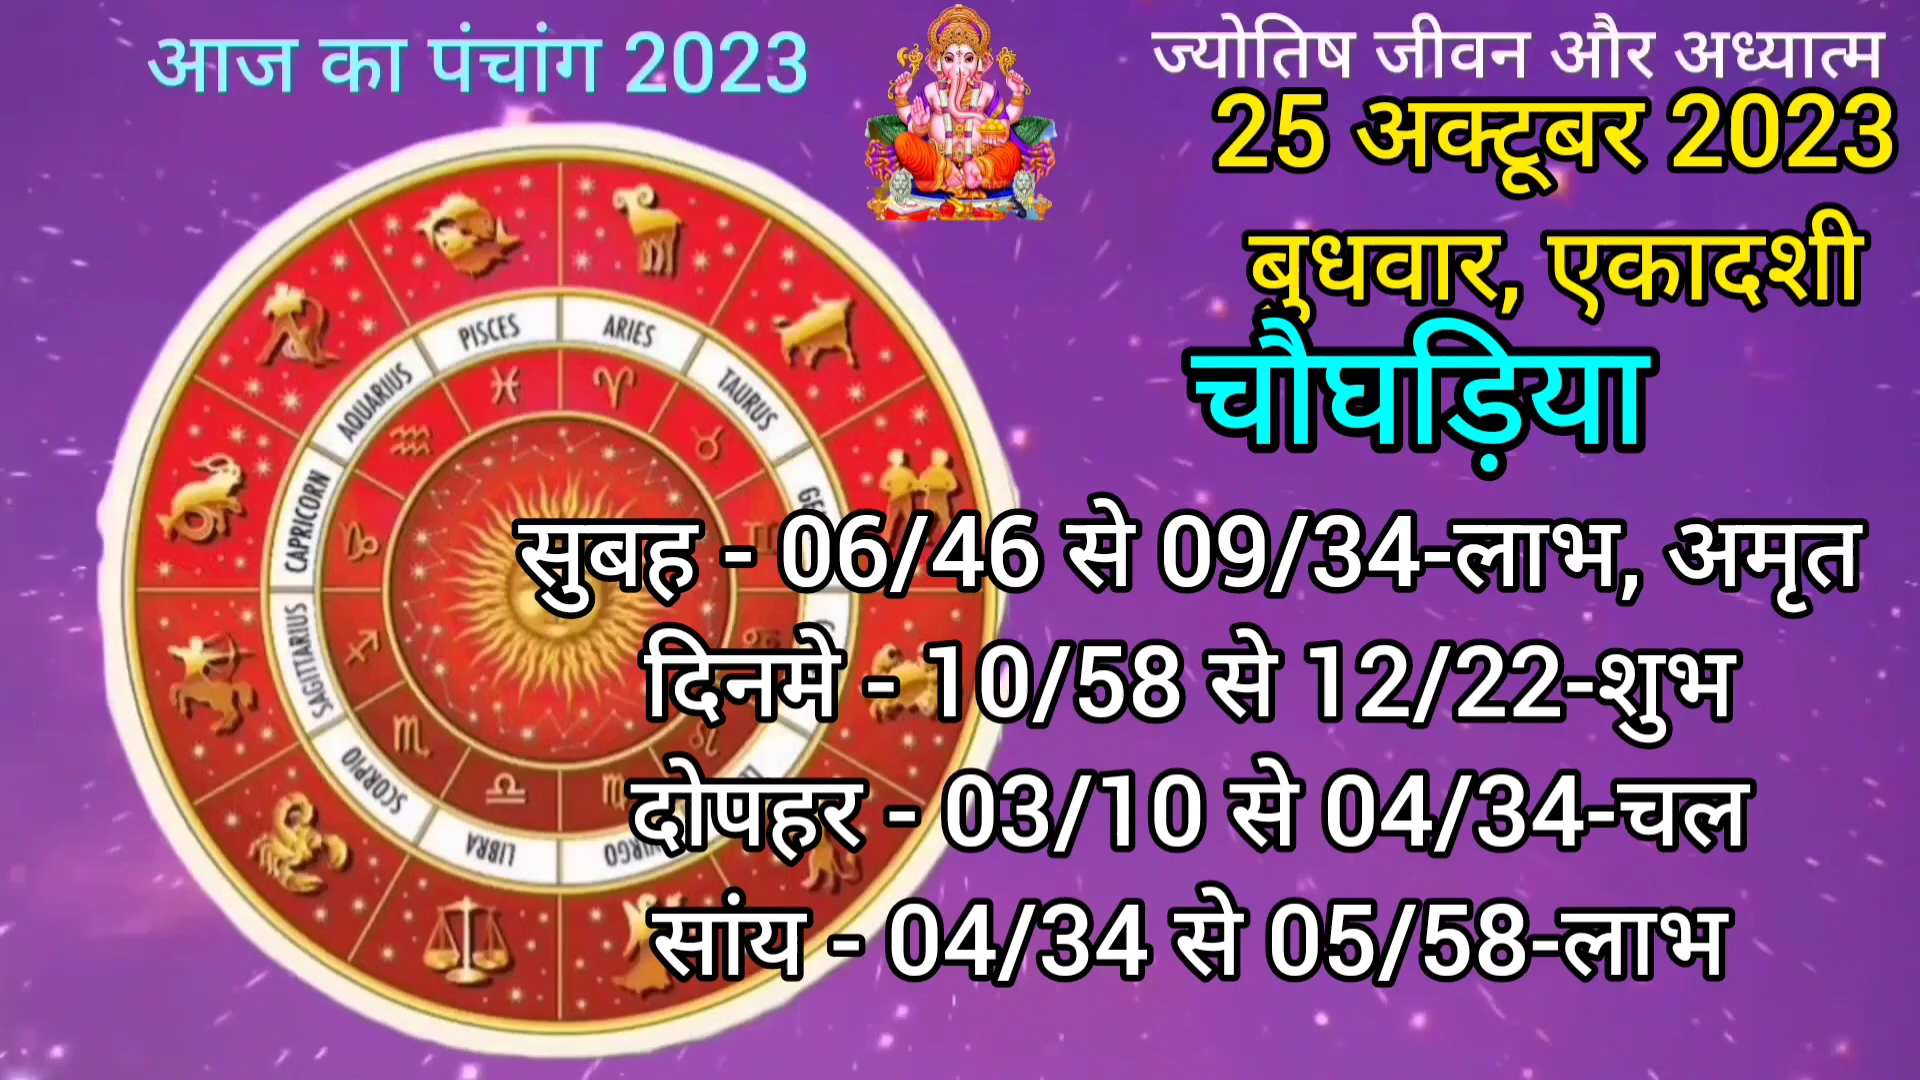 आज का पंचांग 2023
ज्योतिष जीवन और अध्यात्म
25 अक्टूबर 2023
बुधवार, एकादशी
चौघड़िया
सुबह - 06/46 से 09/34-लाभ, अमृत
दिनमे - 10/58 से 12/22-शुभ
दोपहर - 03/10 से 04/34-चल
सांय - 04/34 से 05/58-लाभ
PISCES
ARIES
TAURUS
AQUARIUS
CAPRICORN
SAGITTARIUS
SCORPIO
LIBRA